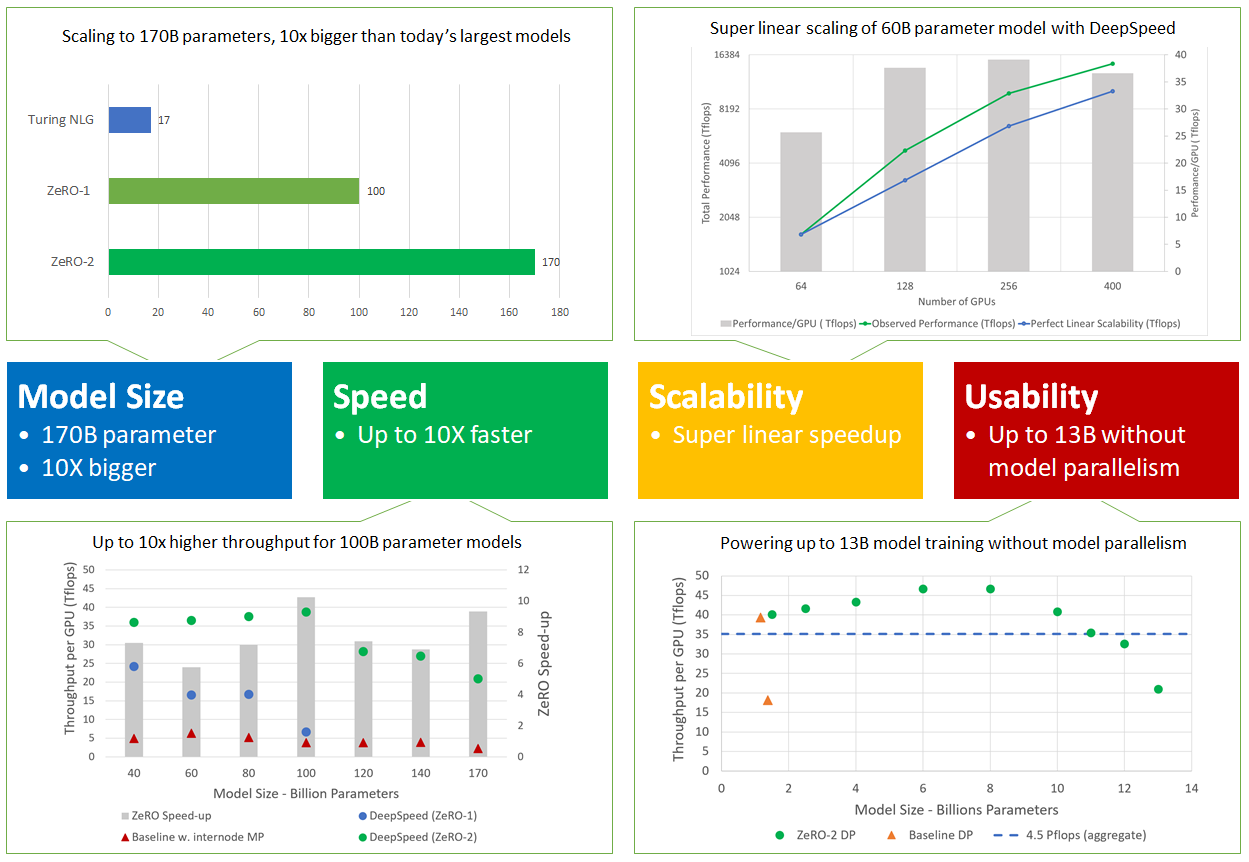 Scaling to 170B parameters, 10x bigger than today's largest models
Turing NLG
17
ZeRO-1
100
ZeRO-2
170
0 20 40 60 80 100 120 140 160 180
Super linear scaling of 60B parameter model with DeepSpeed
Total Performance (Tflops)
16384
8192
4096
2048
1024
40
35
30
25
20
15
10
5
0
Perfomance/GPU ( Tflops)
64 128 256 400
Number of GPUs
Performance/GPU ( Tflops) Observed Performance (Tflops) Perfect Linear Scalability (Tflops)
Model Size
• 170B parameter
• 10X bigger
Speed
• Up to 10X faster
Scalability
• Super linear speedup
Usability
• Up to 13B without
model parallelism
Up to 10x higher throughput for 100B parameter models
Throughput per GPU (Tflops)
50
45
40
35
30
25
20
15
10
5
0
12
10
8
6
4
2
0
ZeRO Speed-up
40 60 80 100 120 140 170
Model Size - Billion Parameters
ZeRO Speed-up DeepSpeed (ZeRO-1)
Baseline w. internode MP DeepSpeed (ZeRO-2)
Powering up to 13B model training without model parallelism
Throughput per GPU (Tflops)
50
45
40
35
30
25
20
15
10
5
0
0 2 4 6 8 10 12 14
Model Size - Billions Parameters
ZeRO-2 DP Baseline DP 4.5 Pflops (aggregate)